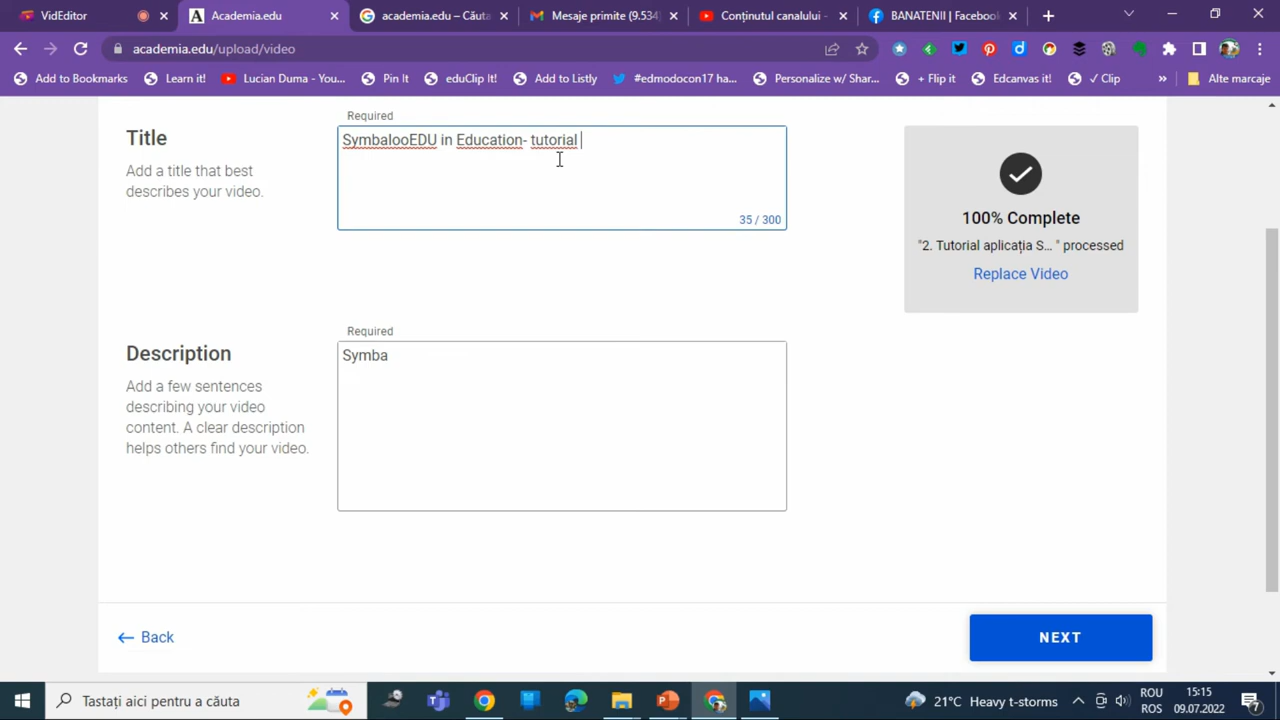 VidEditor
Academia.edu
academia.edu – Căuta
Mesaje primite (9.534)
Conținutul canalului -
BANATENII | Facebook
academia.edu/upload/video
Add to Bookmarks
Learn it!
Lucian Duma - You...
Pin It
eduClip It!
Add to Listly
#edmodocon17 ha...
Personalize w/ Shar...
+ Flip it
Edcanvas it!
✓ Clip
»
Alte marcaje
Required
Title
SymbalooEDU in Education- tutorial
Add a title that best
describes your video.
35 / 300
100% Complete
"2. Tutorial aplicația S... " processed
Replace Video
Required
Description
Symba
Add a few sentences
describing your video
content. A clear description
helps others find your video.
Back
NEXT
Tastați aici pentru a căuta
21°C Heavy t-storms
ROU
ROS
15:15
09.07.2022
7